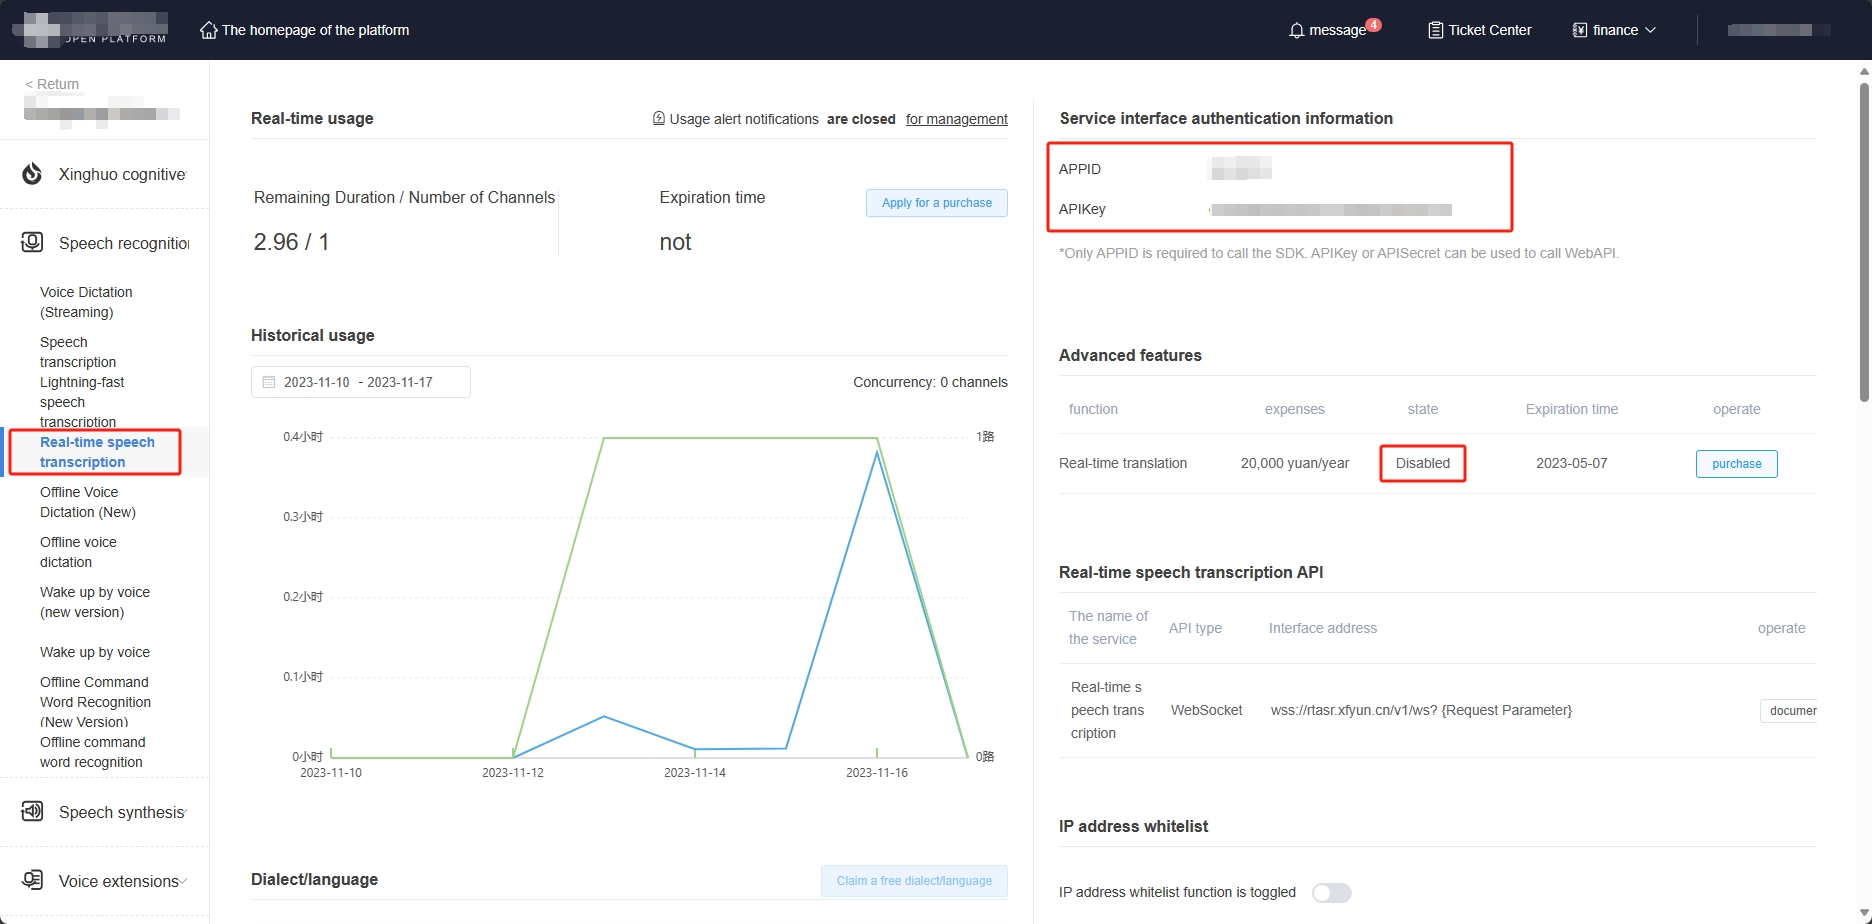 OPEN PLATFORM
The homepage of the platform
message 4
Ticket Center
finance
< Return
Xinghuo cognitive
Speech recognition
Voice Dictation
(Streaming)
Speech
transcription
Lightning-fast
speech
transcription
Real-time speech
transcription
Offline Voice
Dictation (New)
Offline voice
dictation
Wake up by voice
(new version)
Wake up by voice
Offline Command
Word Recognition
(New Version)
Offline command
word recognition
Speech synthesis
Voice extensions
Real-time usage
Usage alert notifications are closed for management
Remaining Duration / Number of Channels
2.96 / 1
Expiration time
not
Apply for a purchase
Historical usage
2023-11-10 - 2023-11-17
Concurrency: 0 channels
0.4小时
0.3小时
0.2小时
0.1小时
0小时
1路
0路
2023-11-10
2023-11-12
2023-11-14
2023-11-16
Dialect/language
Claim a free dialect/language
Service interface authentication information
APPID
APIKey
*Only APPID is required to call the SDK. APIKey or APISecret can be used to call WebAPI.
Advanced features
function expenses state Expiration time operate
Real-time translation 20,000 yuan/year Disabled 2023-05-07 purchase
Real-time speech transcription API
The name of
the service
API type
Interface address
operate
Real-time s
peech trans
cription
WebSocket
wss://rtasr.xfyun.cn/v1/ws? {Request Parameter}
documer
IP address whitelist
IP address whitelist function is toggled